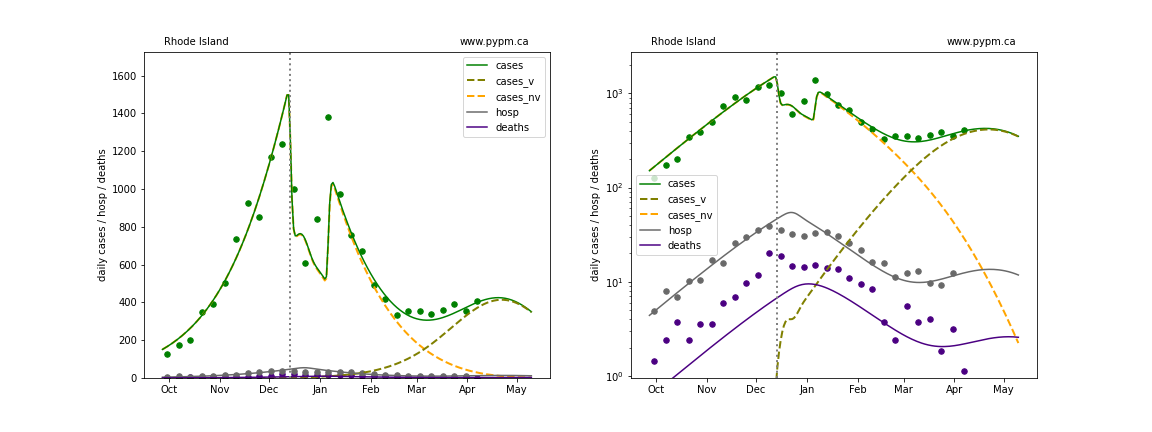 Rhode Island www.pypm.ca
daily cases / hosp / deaths
1600
1400
1200
1000
800
600
400
200
0
Oct Nov Dec Jan Feb Mar Apr May
cases
cases_v
cases_nv
hosp
deaths
Rhode Island www.pypm.ca
daily cases / hosp / deaths
10³
10²
10¹
10⁰
Oct Nov Dec Jan Feb Mar Apr May
cases
cases_v
cases_nv
hosp
deaths